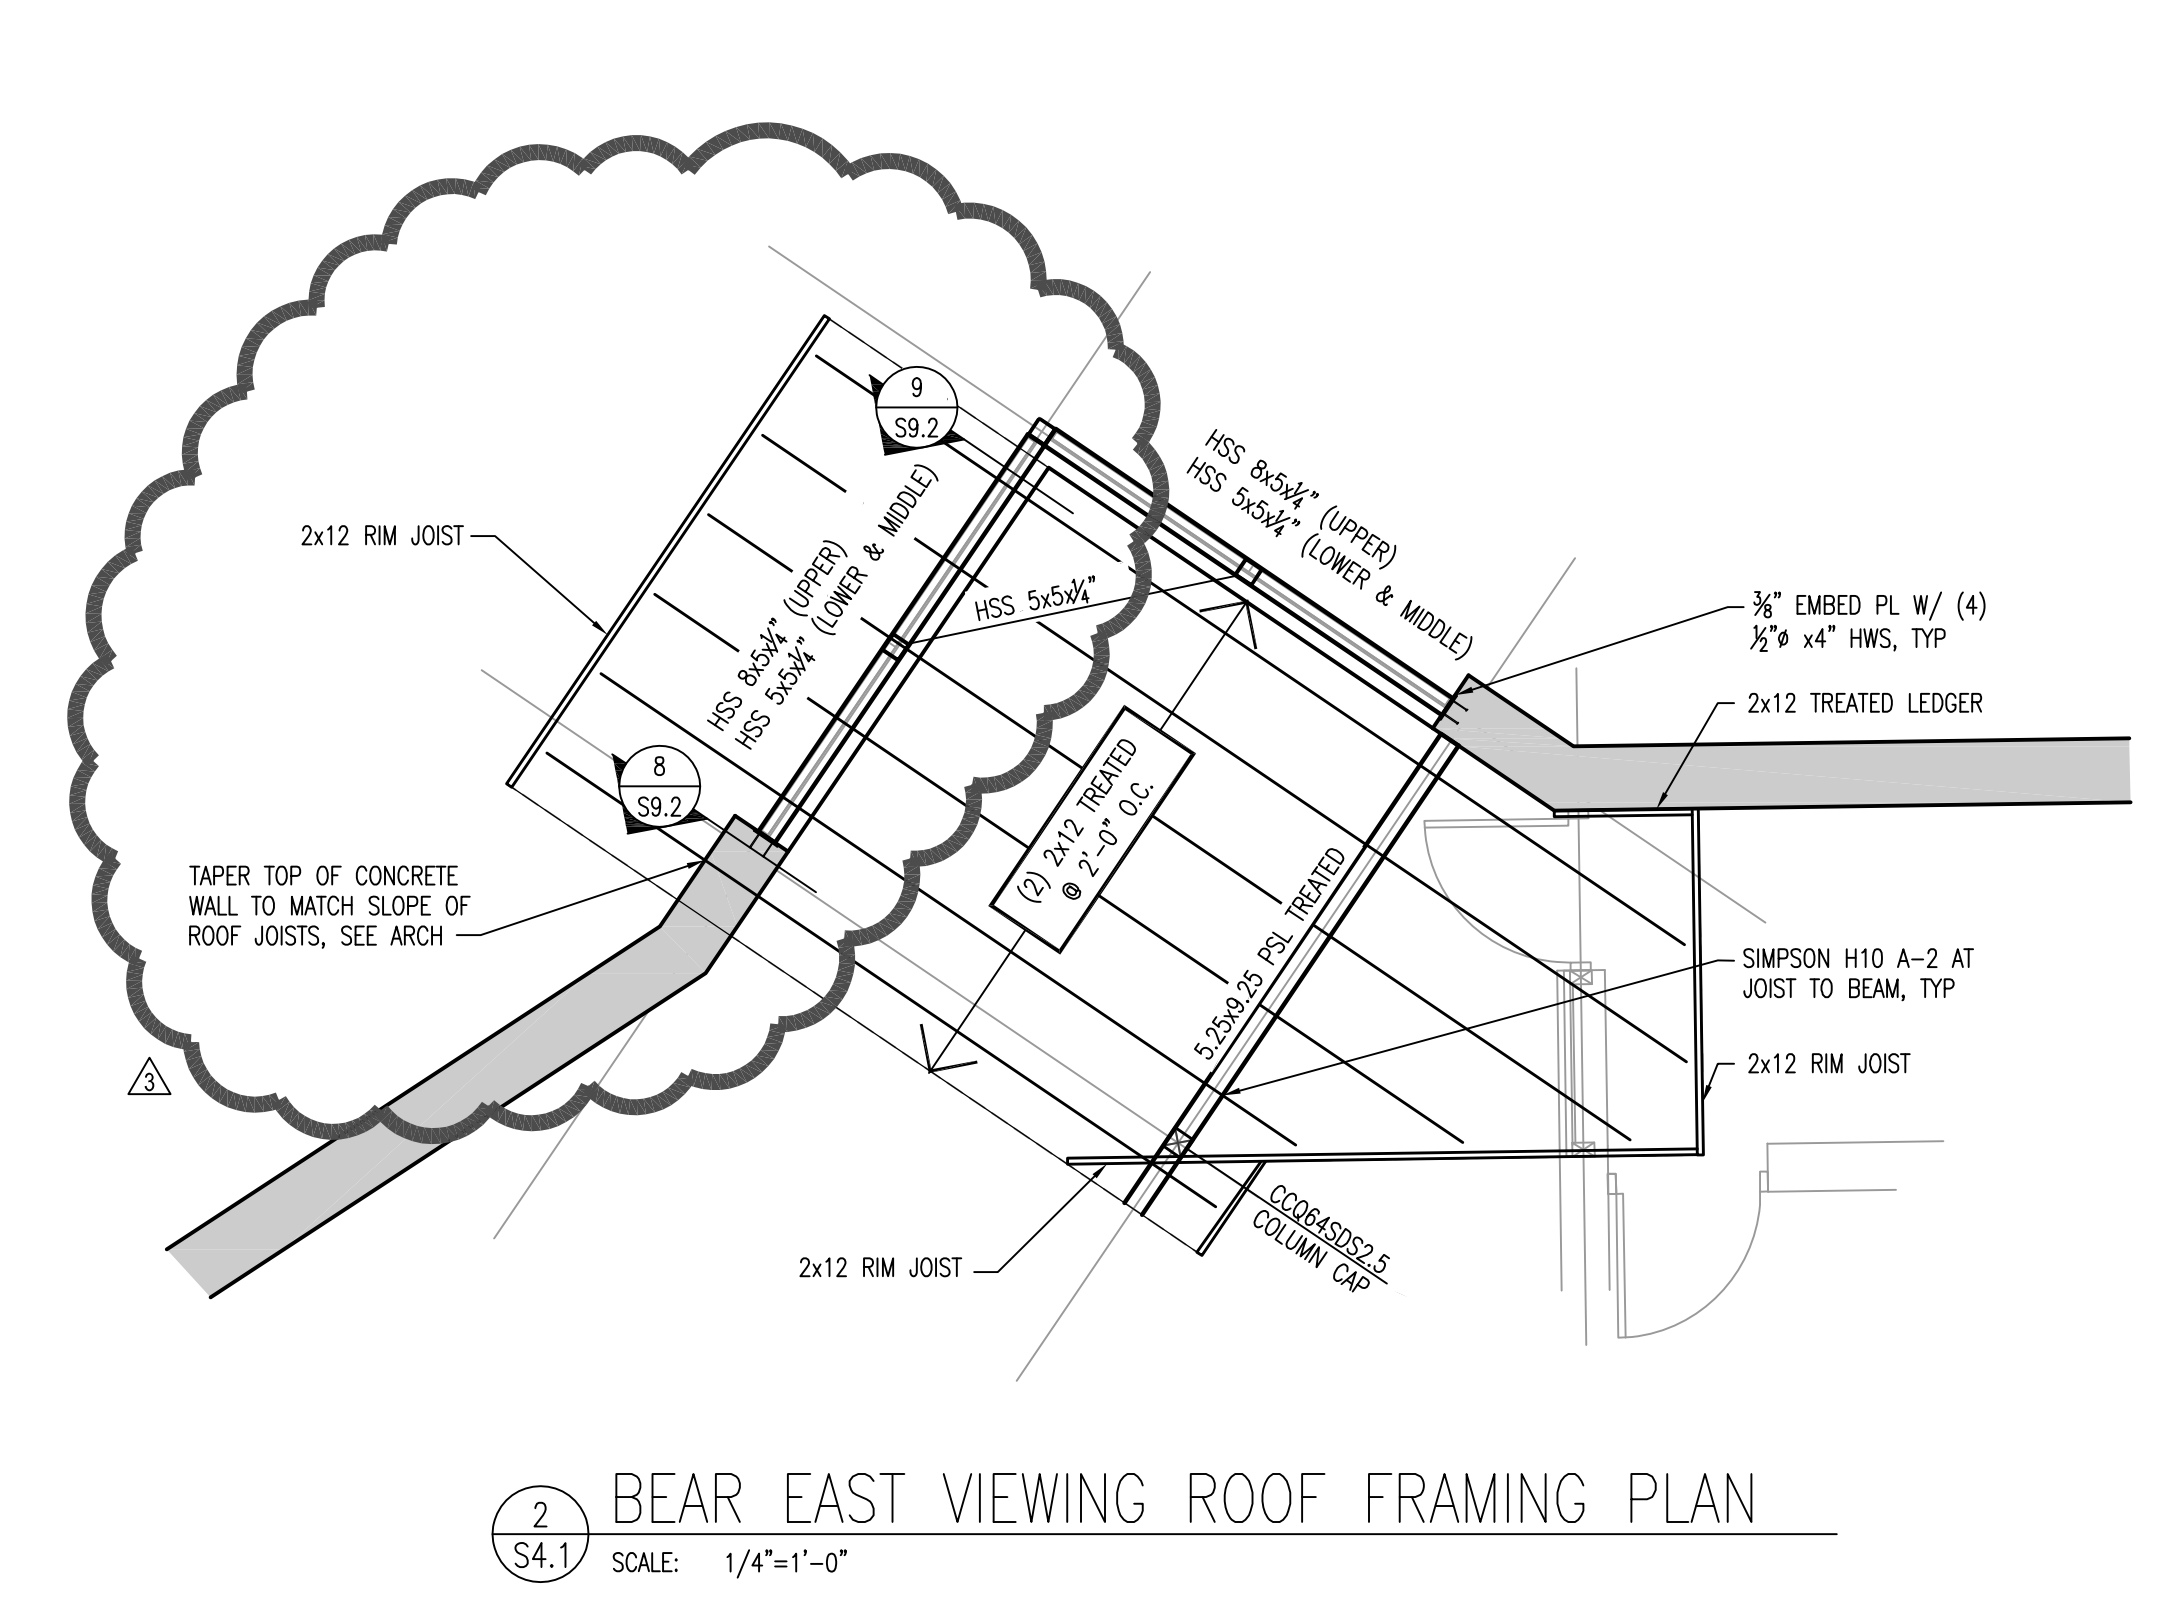 9
S9.2
HSS 8x5x¼" (UPPER)
HSS 5x5x¼" (LOWER & MIDDLE)
2x12 RIM JOIST
HSS 8x5x¼" (UPPER)
HSS 5x5x¼" (LOWER & MIDDLE)
HSS 5x5x¼"
⅜" EMBED PL W/ (4)
½"ø x4" HWS, TYP
2x12 TREATED LEDGER
8
S9.2
(2) 2x12 TREATED
@ 2'-0" O.C.
TAPER TOP OF CONCRETE
WALL TO MATCH SLOPE OF
ROOF JOISTS, SEE ARCH
5.25x9.25 PSL TREATED
SIMPSON H10 A-2 AT
JOIST TO BEAM, TYP
3
2x12 RIM JOIST
2x12 RIM JOIST
CCQ64SDS2.5
COLUMN CAP
2
S4.1
BEAR EAST VIEWING ROOF FRAMING PLAN
SCALE: 1/4"=1'-0"